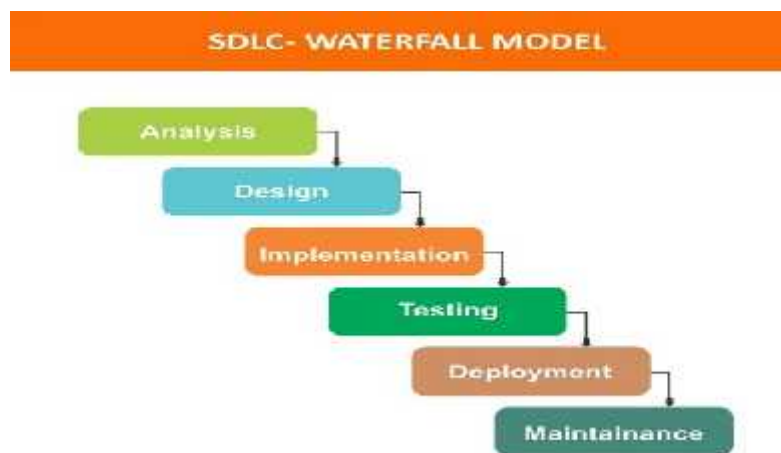 SDLC- WATERFALL MODEL
Analysis
Design
Implementation
Testing
Deployment
Maintainance